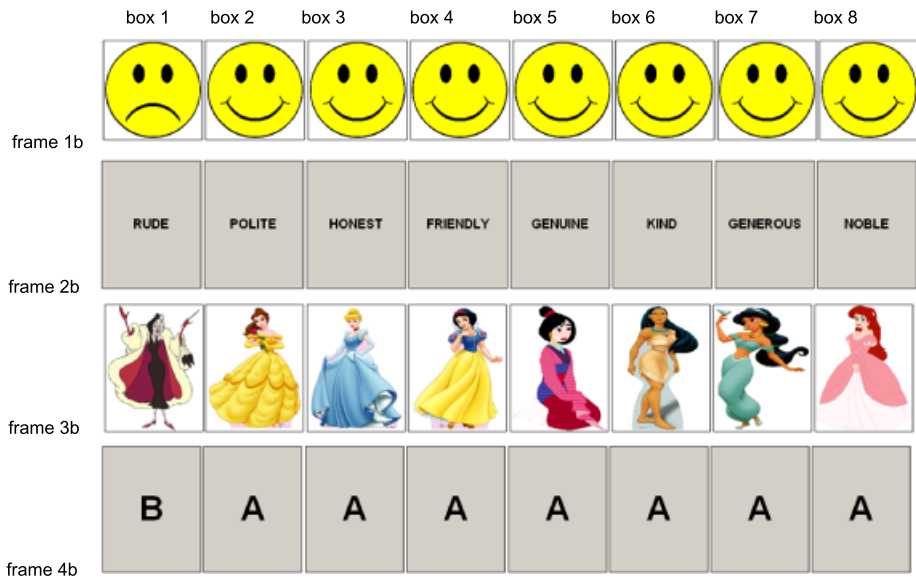 box 1 box 2 box 3 box 4 box 5 box 6 box 7 box 8
frame 1b
RUDE POLITE HONEST FRIENDLY GENUINE KIND GENEROUS NOBLE
frame 2b
frame 3b
B A A A A A A A
frame 4b